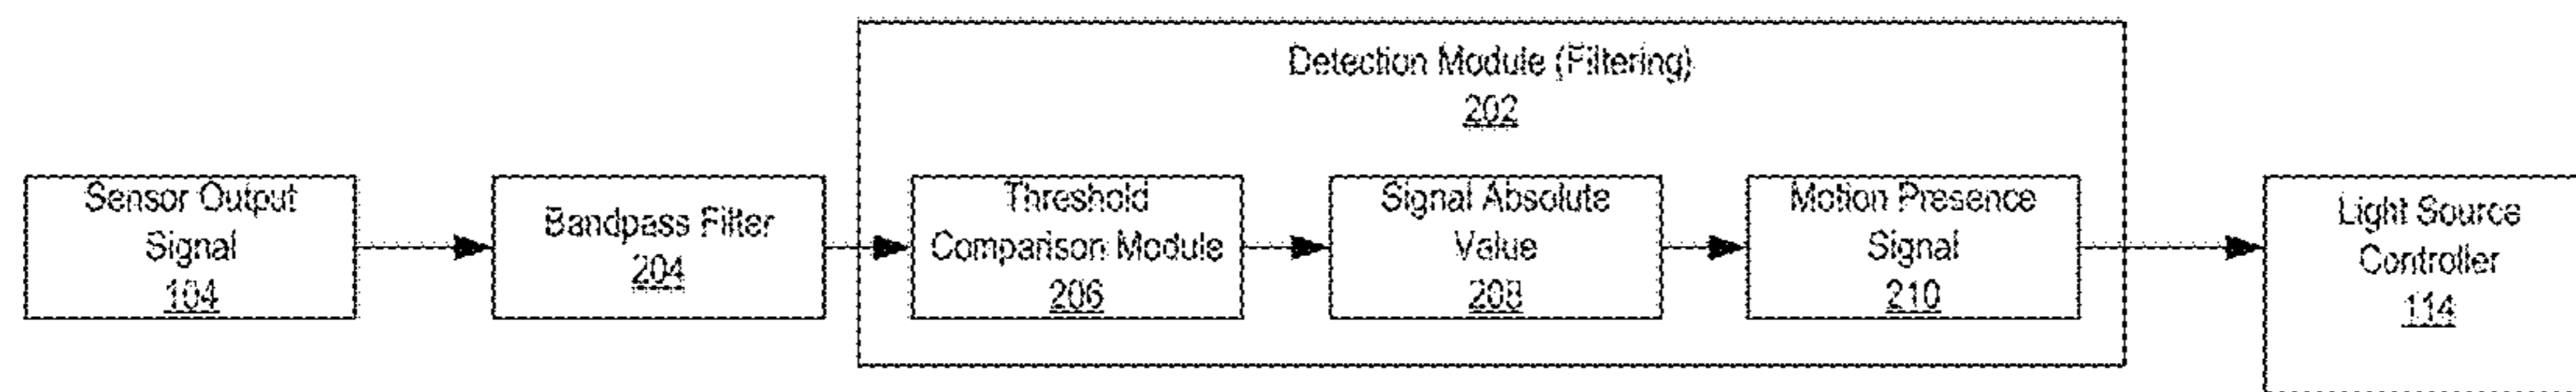 Detection Module (Filtering)
202
Sensor Output
Signal
104
Bandpass Filter
204
Threshold
Comparison Module
206
Signal Absolute
Value
208
Motion Presence
Signal
210
Light Source
Controller
114